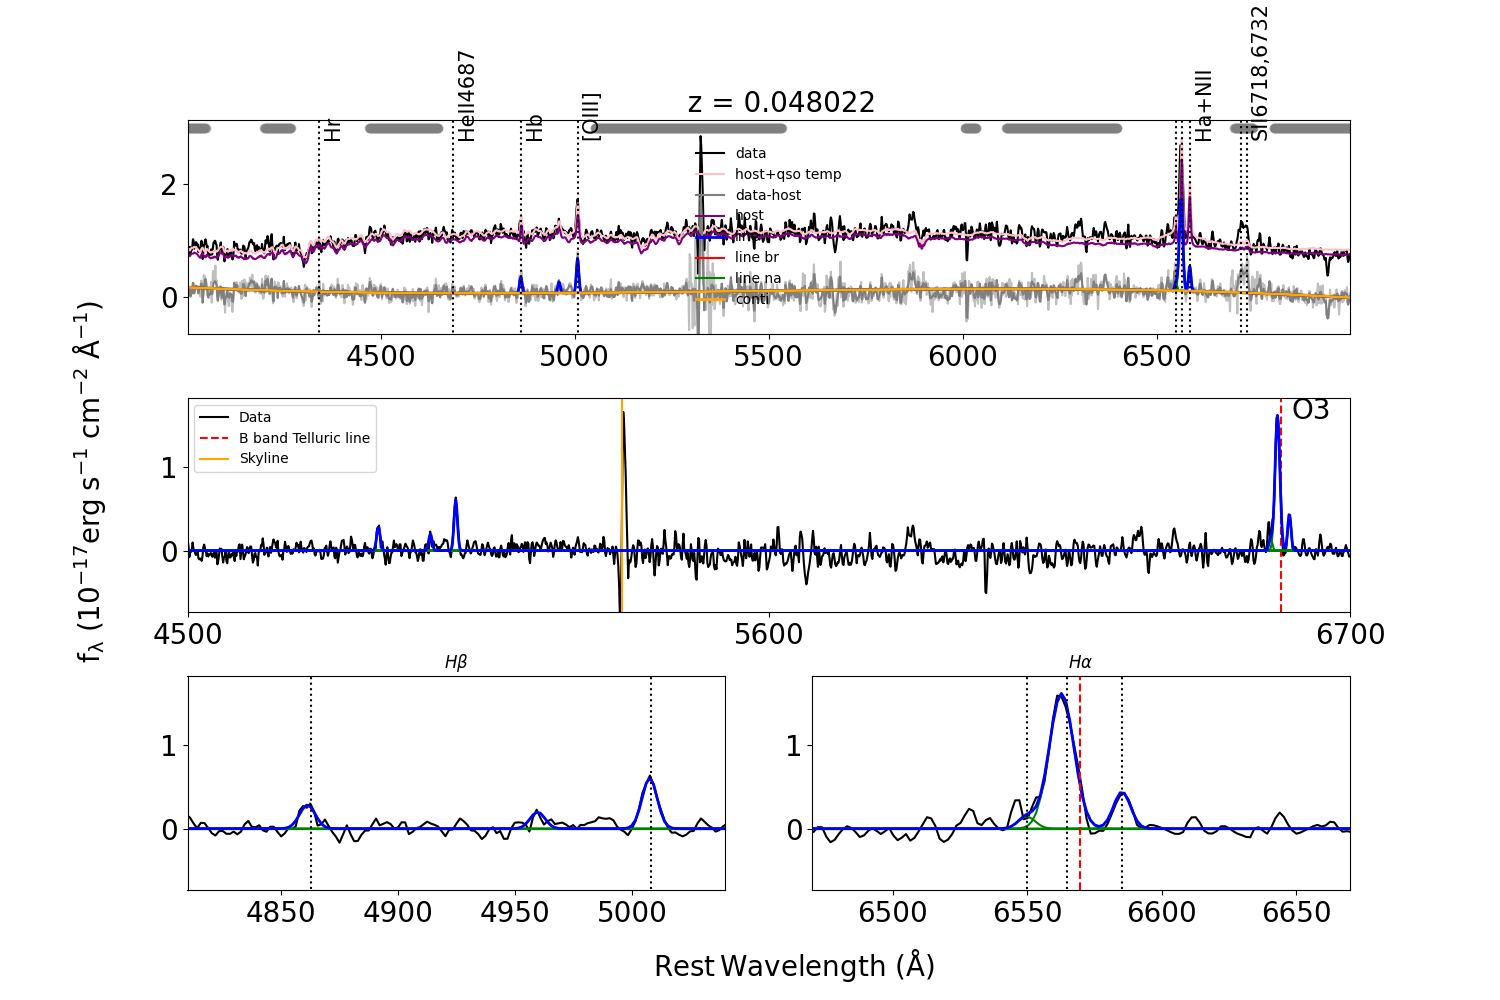 z = 0.048022
Hr
HeII4687
Hb
[OIII]
Ha+NII
SII6718,6732
data
host+qso temp
data-host
host
line br
line na
conti
2
0
4500 5000 5500 6000 6500
fλ (10⁻¹⁷erg s⁻¹ cm⁻² Å⁻¹)
Data
B band Telluric line
Skyline
O3
1
0
4500 5600 6700
Hβ
1
0
4850 4900 4950 5000
Hα
1
0
6500 6550 6600 6650
Rest Wavelength (Å)